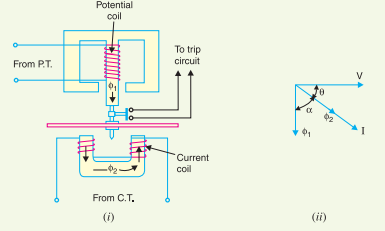 Potential
coil
From P.T.
To trip
circuit
ϕ1
Current
coil
ϕ2
From C.T.
(i)
V
θ
α
ϕ2
I
ϕ1
(ii)